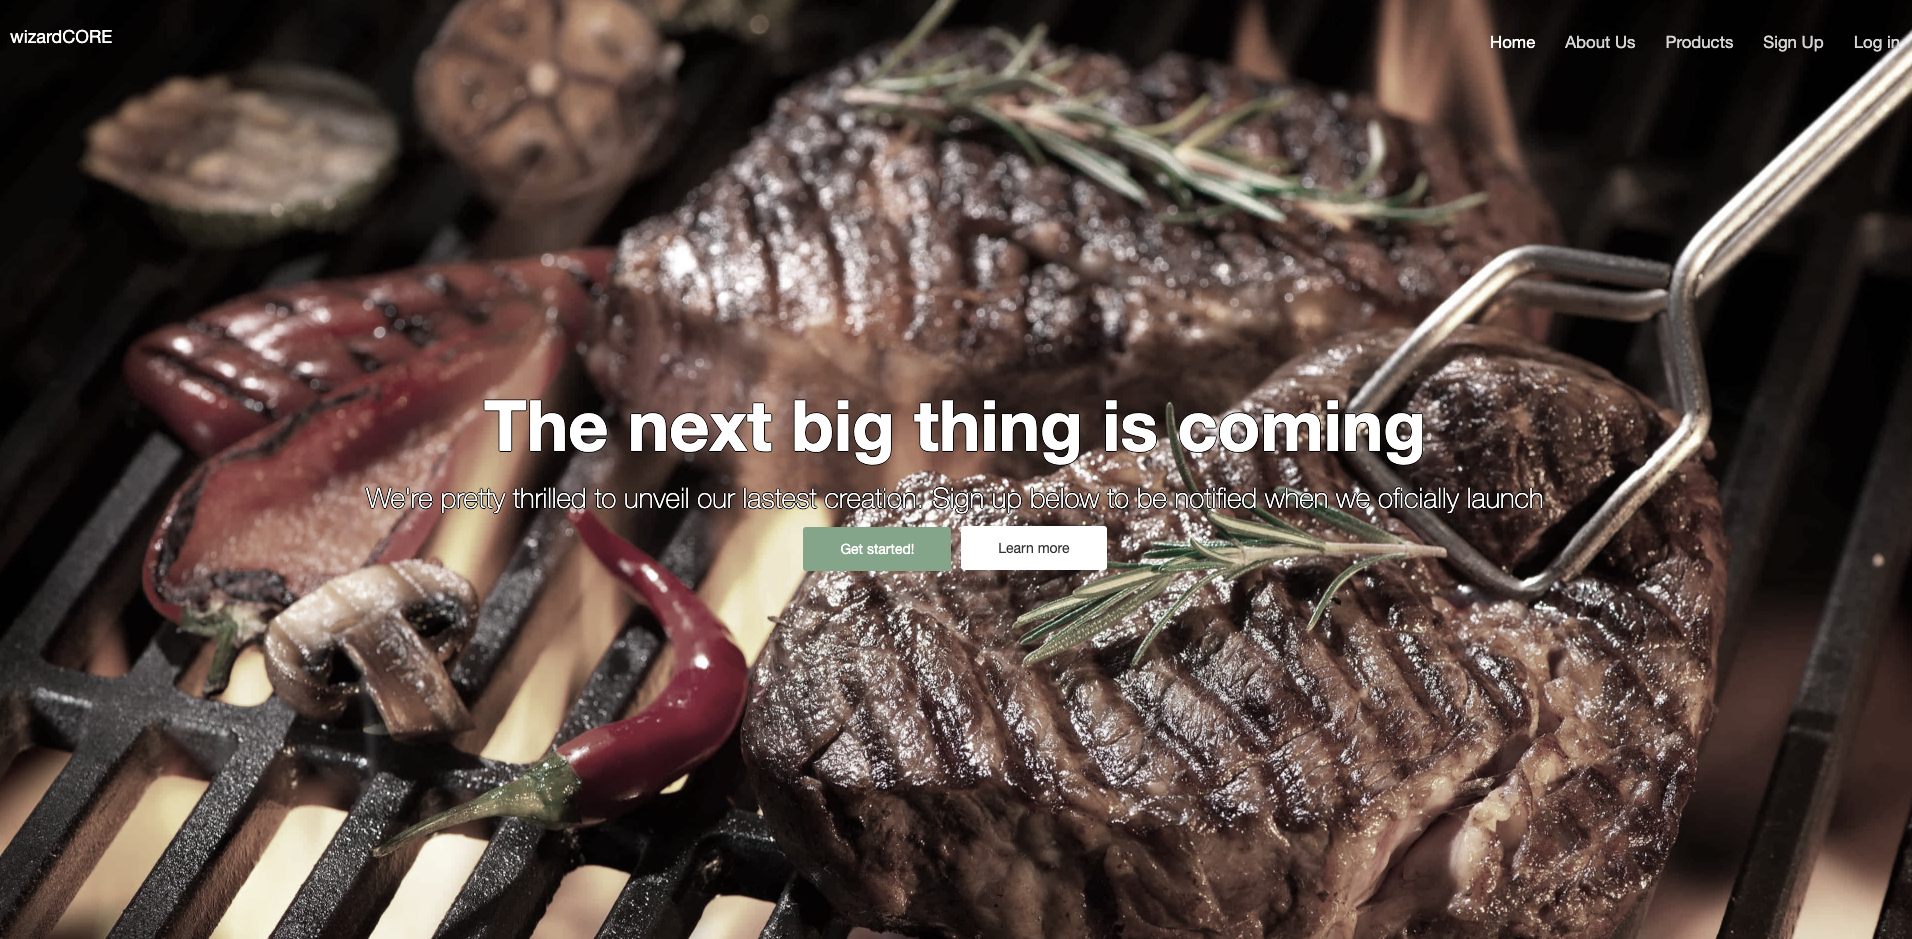 wizardCORE
Home About Us Products Sign Up Log in
The next big thing is coming
We're pretty thrilled to unveil our lastest creation. Sign up below to be notified when we oficially launch
Get started! Learn more